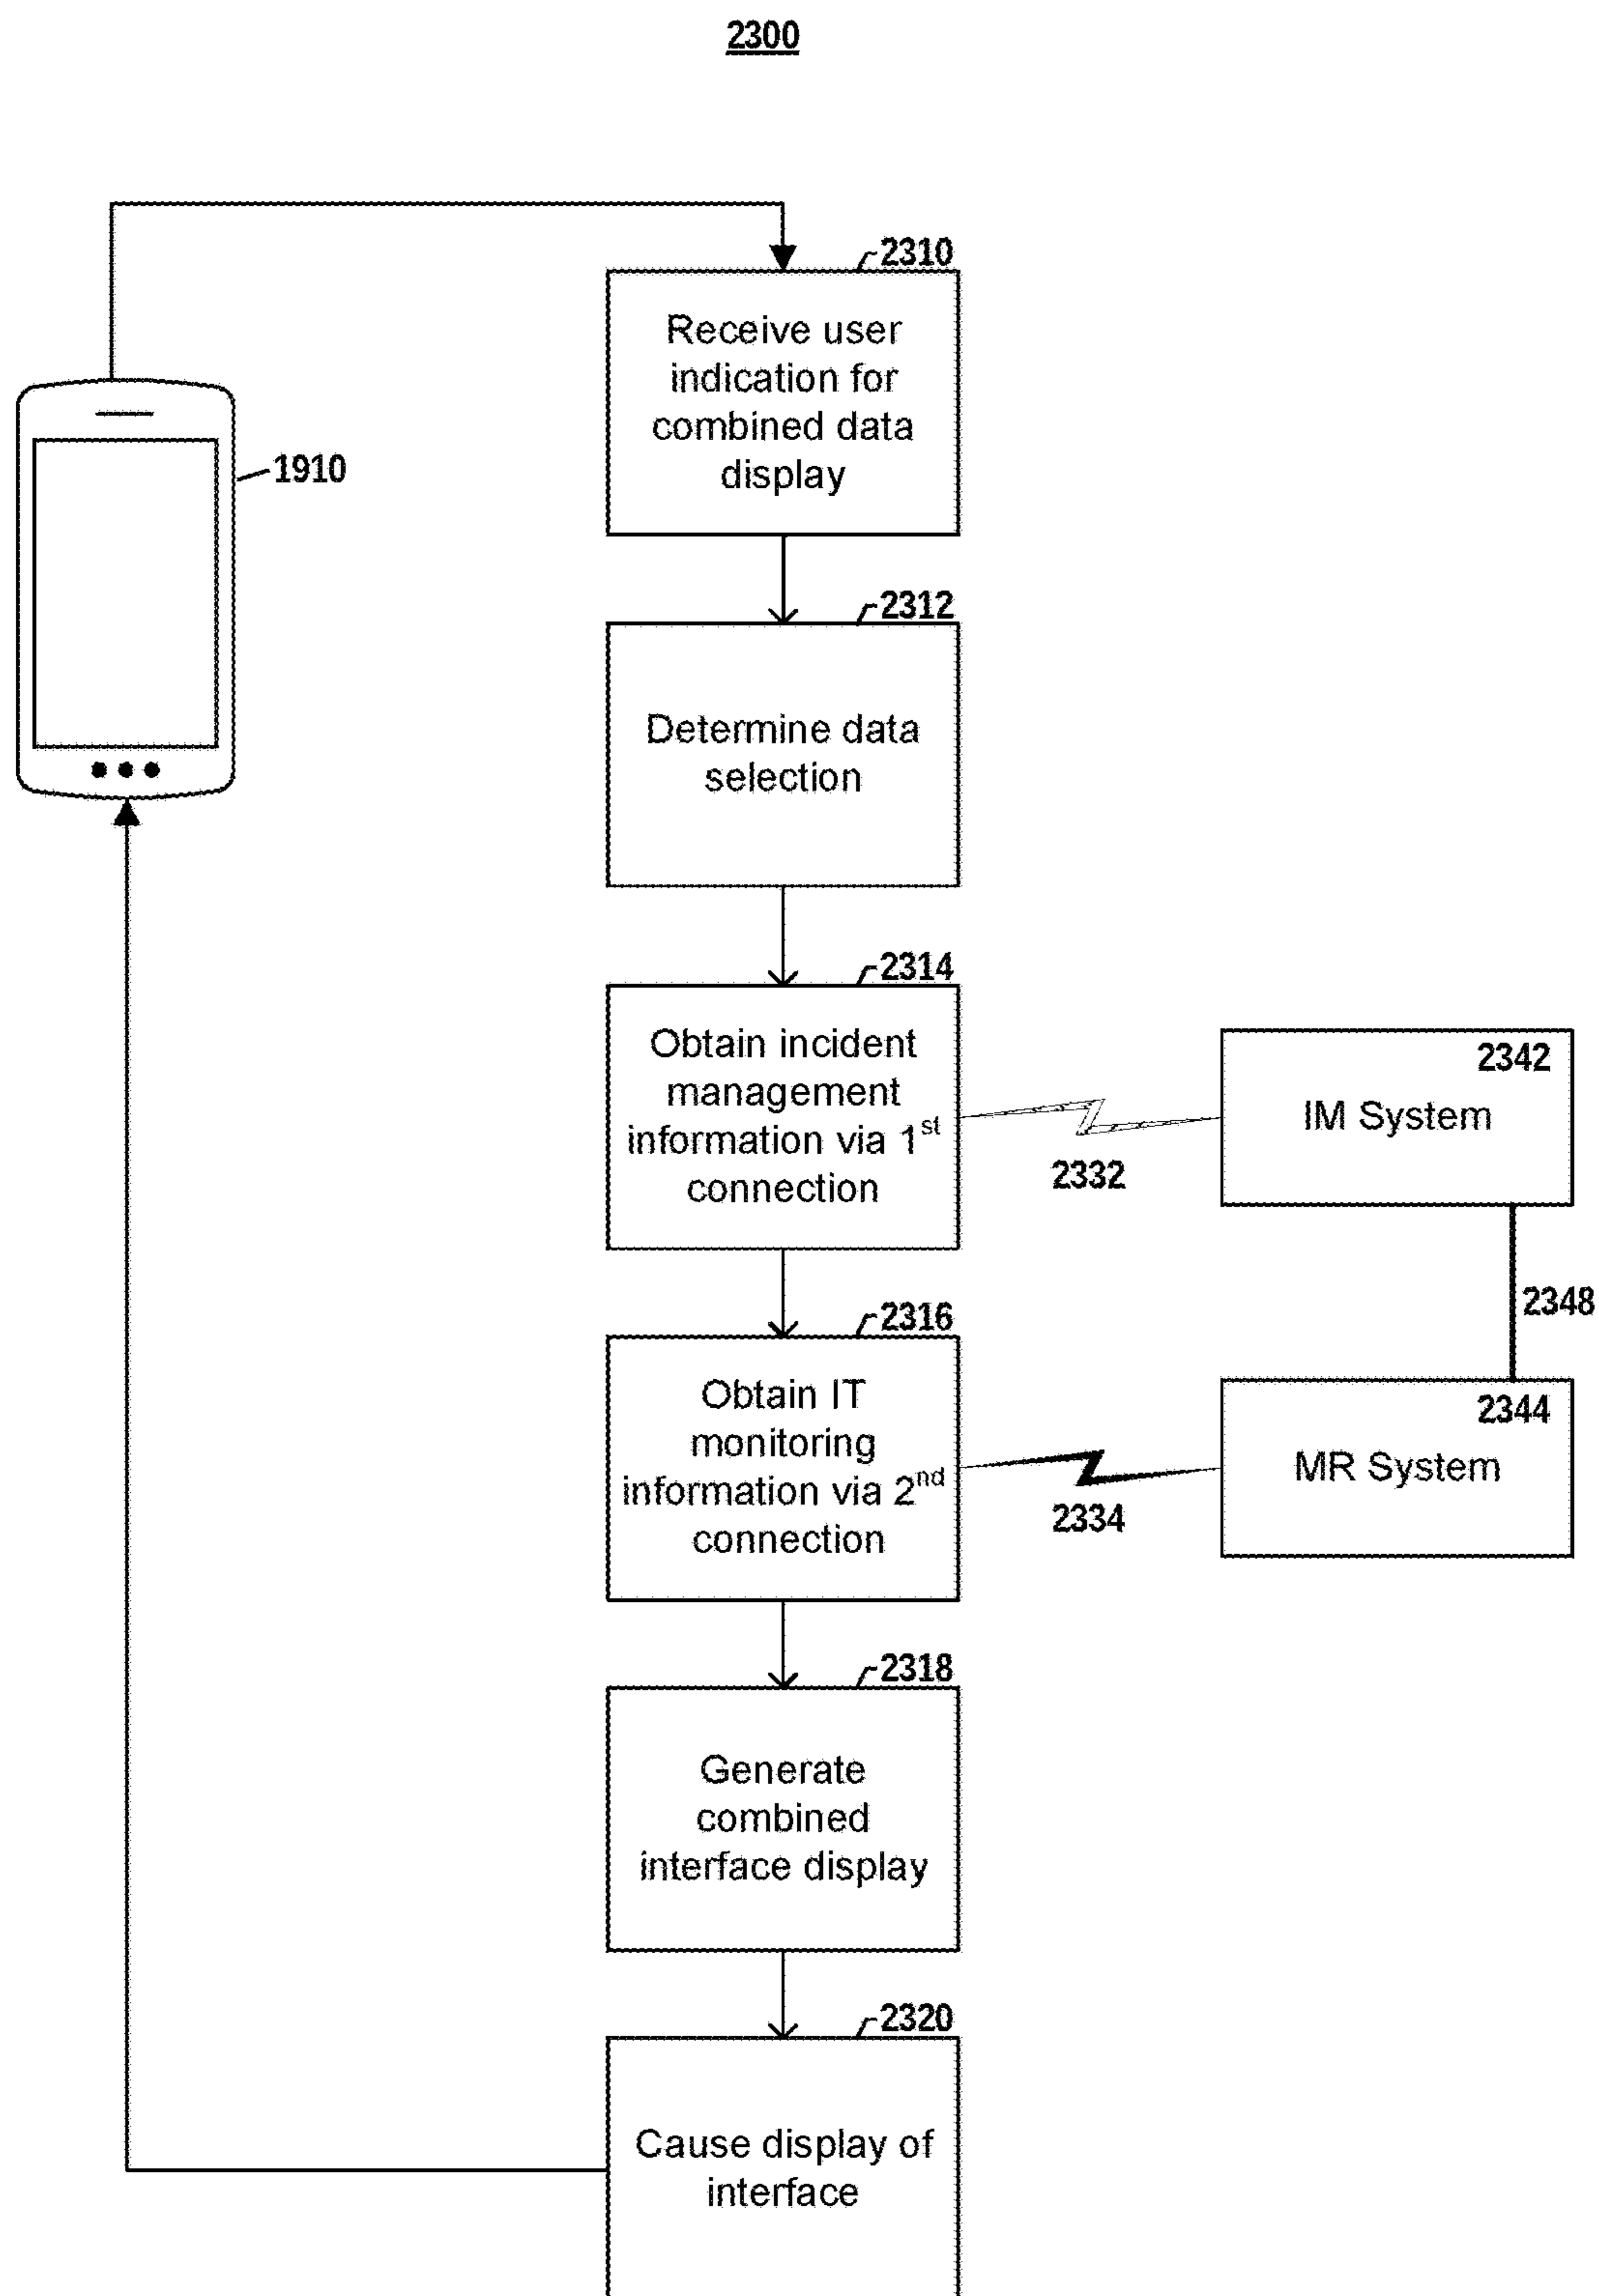 2300
2310
Receive user
indication for
combined data
display
1910
2312
Determine data
selection
2314
Obtain incident
management
information via 1st
connection
2332
2342
IM System
2348
2316
Obtain IT
monitoring
information via 2nd
connection
2334
2344
MR System
2318
Generate
combined
interface display
2320
Cause display of
interface